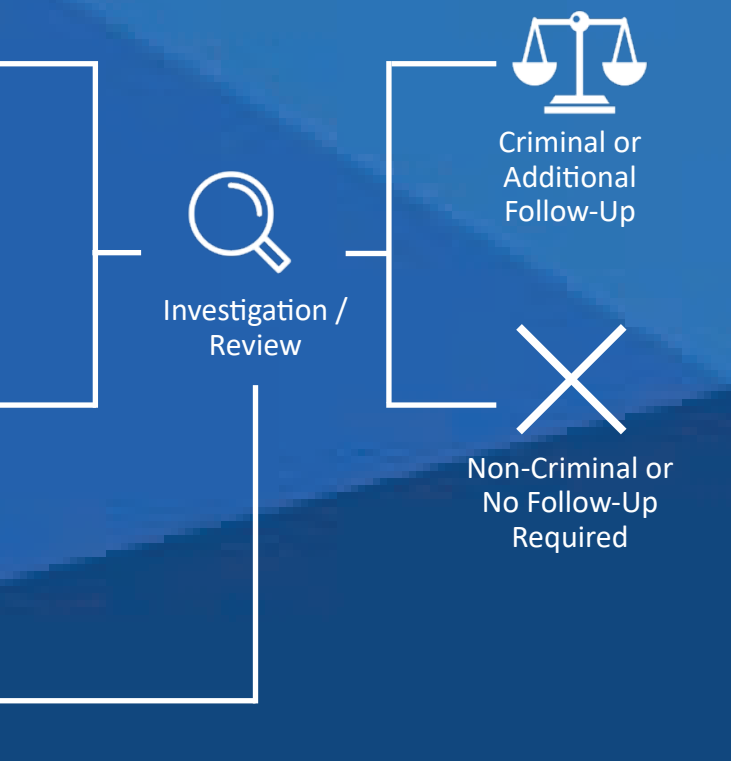 Criminal or
Additional
Follow-Up
Investigation /
Review
Non-Criminal or
No Follow-Up
Required